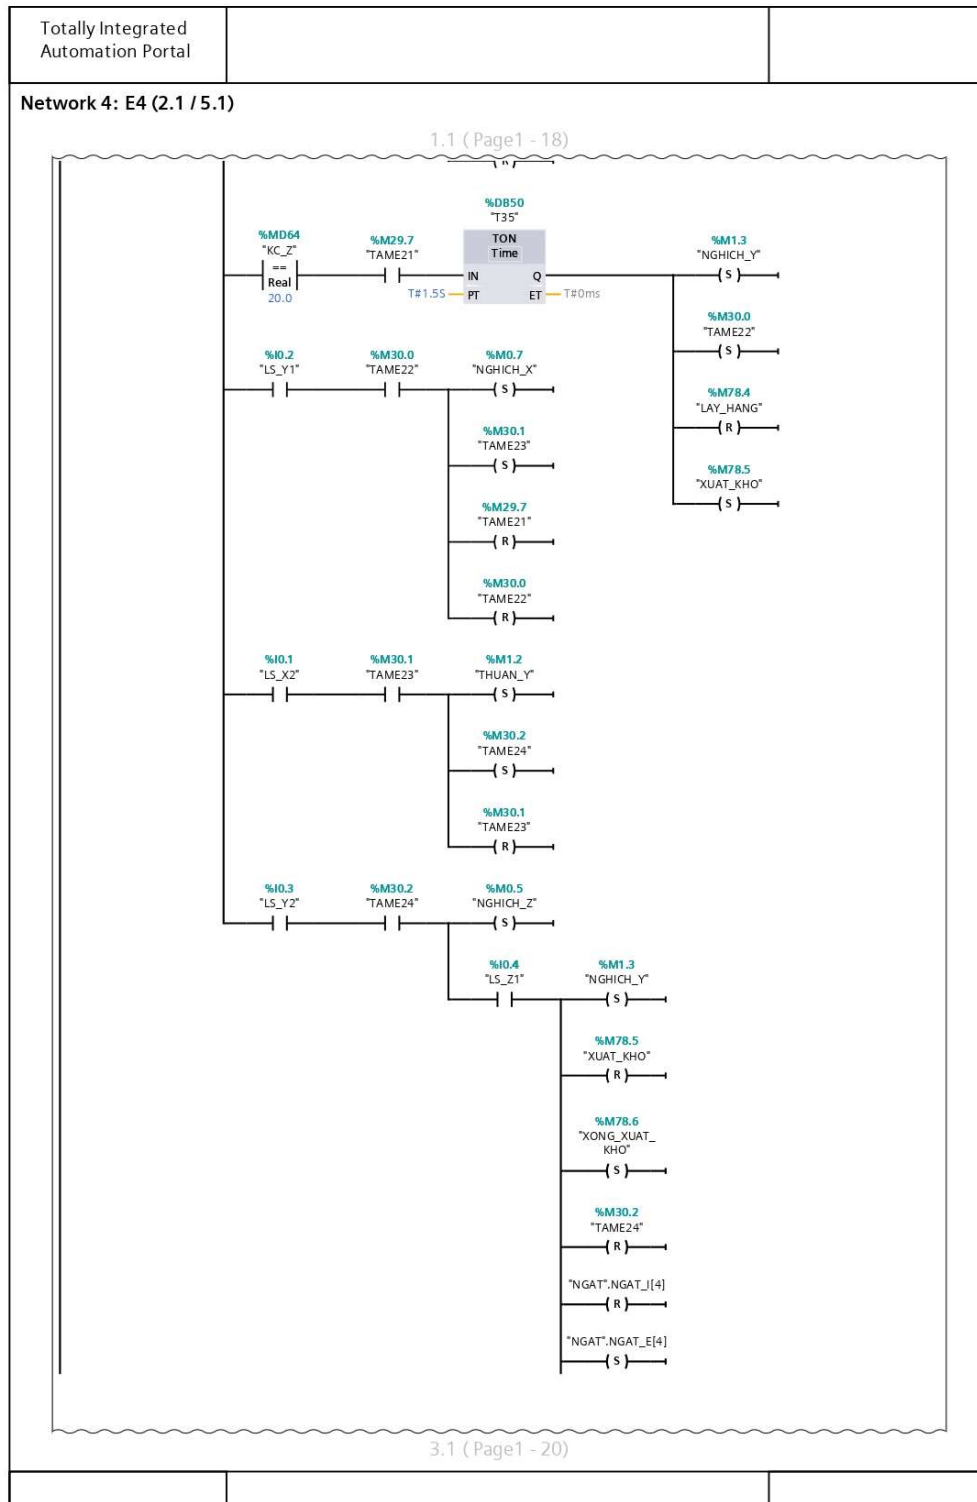 Totally Integrated
Automation Portal
Network 4: E4 (2.1 / 5.1)
1.1 ( Page1 - 18)
%DB50
"T35"
TON
Time
IN
Q
T#1.5S
PT
ET
T#0ms
%MD64
"KC_Z"
==
Real
20.0
%M29.7
"TAME21"
%M1.3
"NGHICH_Y"
S
%M30.0
"TAME22"
S
%M78.4
"LAY_HANG"
R
%M78.5
"XUAT_KHO"
S
%I0.2
"LS_Y1"
%M30.0
"TAME22"
%M0.7
"NGHICH_X"
S
%M30.1
"TAME23"
S
%M29.7
"TAME21"
R
%M30.0
"TAME22"
R
%I0.1
"LS_X2"
%M30.1
"TAME23"
%M1.2
"THUAN_Y"
S
%M30.2
"TAME24"
S
%M30.1
"TAME23"
R
%I0.3
"LS_Y2"
%M30.2
"TAME24"
%M0.5
"NGHICH_Z"
S
%I0.4
"LS_Z1"
%M1.3
"NGHICH_Y"
S
%M78.5
"XUAT_KHO"
R
%M78.6
"XONG_XUAT_
KHO"
S
%M30.2
"TAME24"
R
"NGAT".NGAT_I[4]
R
"NGAT".NGAT_E[4]
S
3.1 ( Page1 - 20)